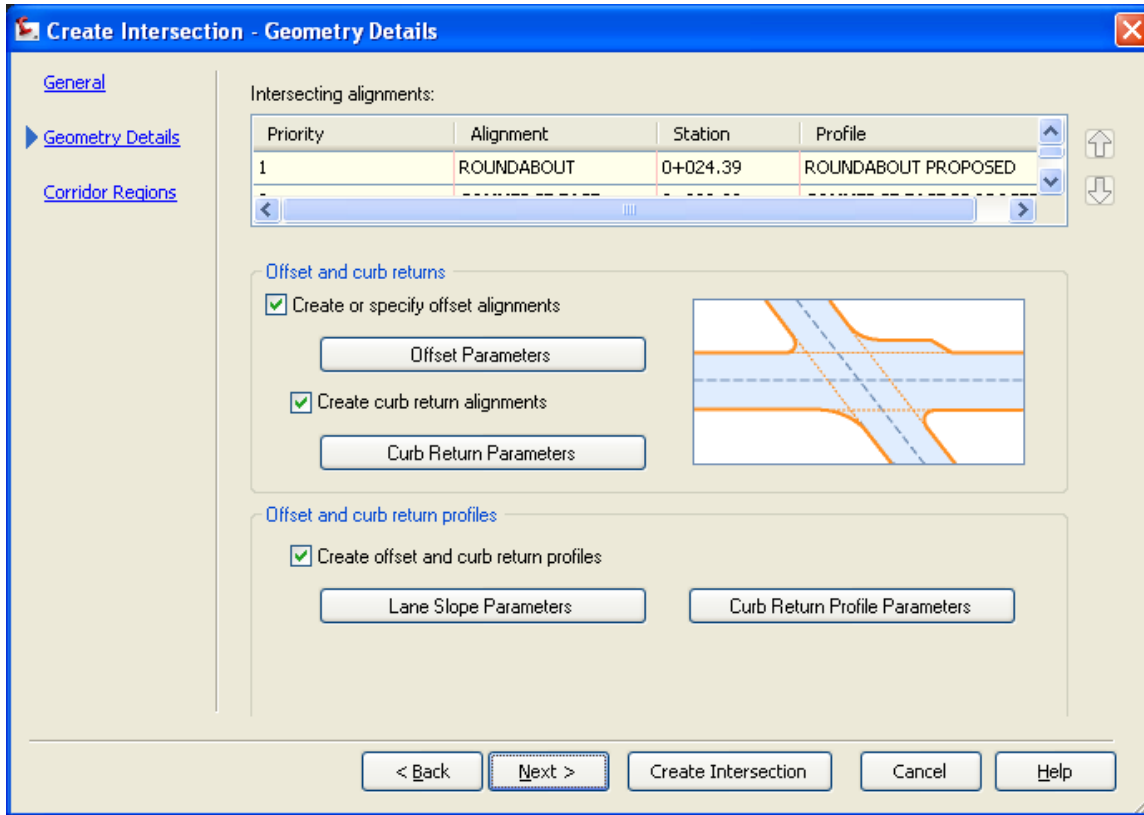 Create Intersection - Geometry Details
General
Geometry Details
Corridor Regions
Intersecting alignments:
Priority Alignment Station Profile
1 ROUNDABOUT 0+024.39 ROUNDABOUT PROPOSED
Offset and curb returns
Create or specify offset alignments
Offset Parameters
Create curb return alignments
Curb Return Parameters
Offset and curb return profiles
Create offset and curb return profiles
Lane Slope Parameters Curb Return Profile Parameters
< Back Next > Create Intersection Cancel Help